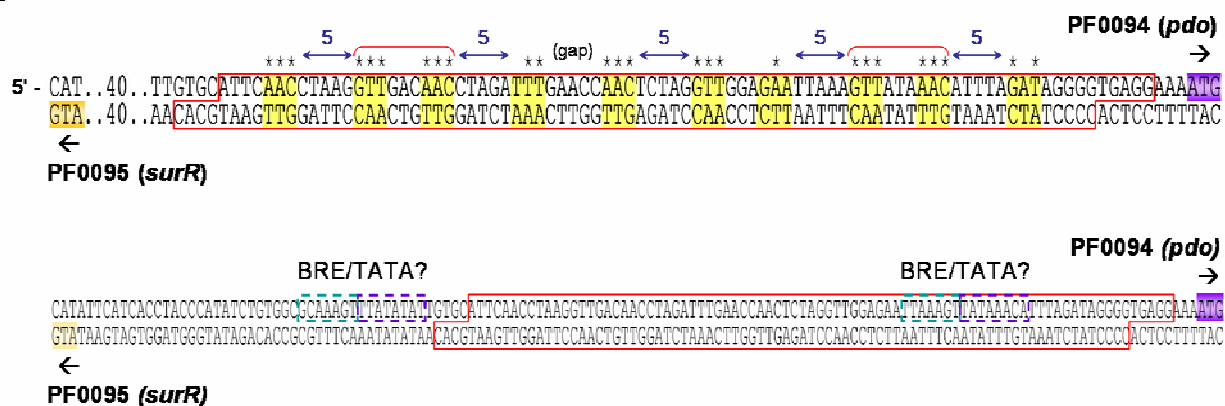 PF0094 (pdo)
5 5 (gap) 5 5 5
*** *** *** ** *** *** * *** *** * *
5' - CAT..40..TTGTGCATTCAACCTAAGGTTGACAACCTAGATTTGAACCAACTCTAGGTTGGAGAATTAAAGTTATAAACATTTAGATAGGGGTGAGGAAAATG
GTA..40..AACACGTAAGTTGGATTCCAACTGTTGGATCTAAACTTGGTTGAGATCCAACCTCTTAATTTCAATATTTGTAAATCTATCCCCACTCCTTTTAC
PF0095 (surR)
PF0094 (pdo)
BRE/TATA? BRE/TATA?
CATATTCATCACCTACCCATATCTGTGGCGCAAAGTTTATATATTGTGCATTCAACCTAAGGTTGACAACCTAGATTTGAACCAACTCTAGGTTGGAGAATTAAAGTTATAAACATTTAGATAGGGGTGAGGAAAATG
GTATAAGTAGTGGATGGGTATAGACACCGCGTTTCAAATATATAACACGTAAGTTGGATTCCAACTGTTGGATCTAAACTTGGTTGAGATCCAACCTCTTAATTTCAATATTTGTAAATCTATCCCCACTCCTTTTAC
PF0095 (surR)